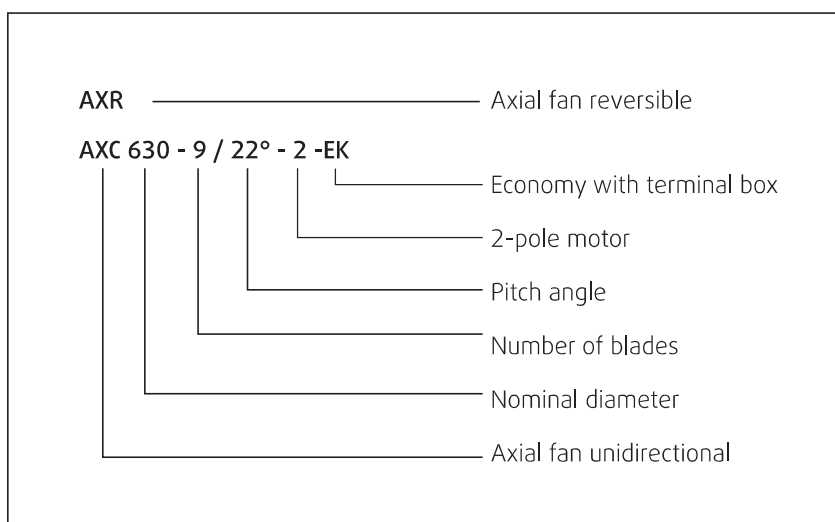 AXR Axial fan reversible
AXC 630 - 9 / 22° - 2 -EK
Economy with terminal box
2-pole motor
Pitch angle
Number of blades
Nominal diameter
Axial fan unidirectional